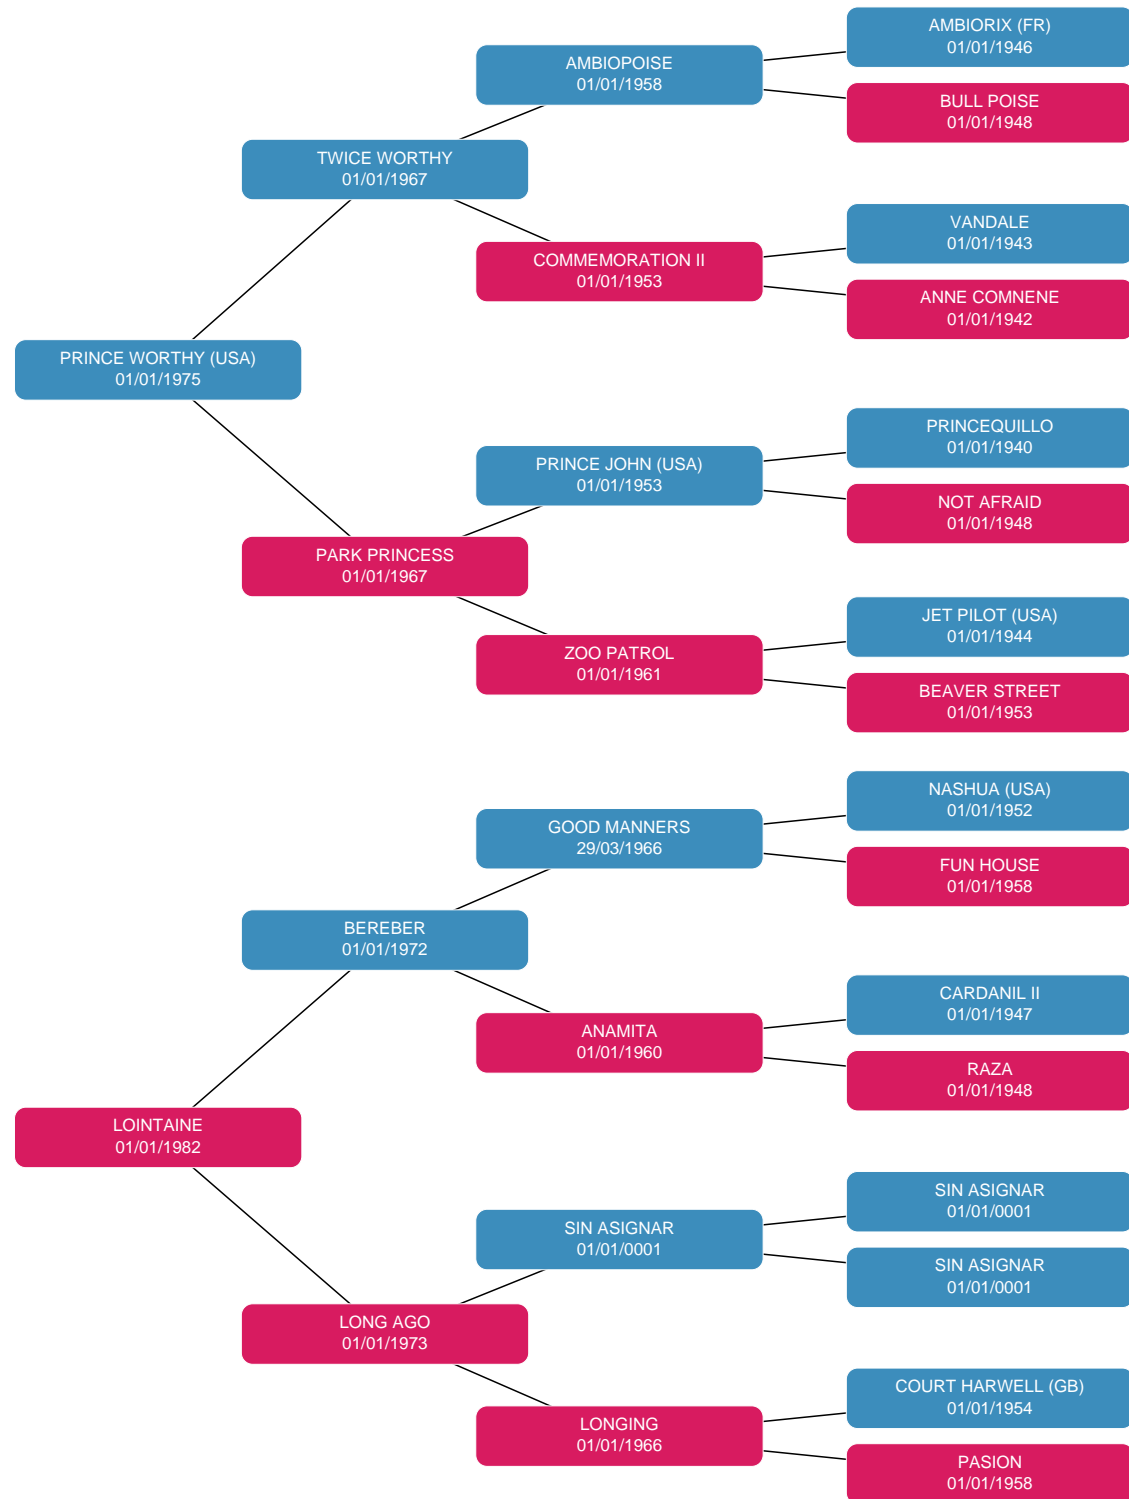 AMBIORIX (FR)
01/01/1946
AMBIOPOISE
01/01/1958
BULL POISE
01/01/1948
TWICE WORTHY
01/01/1967
VANDALE
01/01/1943
COMMEMORATION II
01/01/1953
ANNE COMNENE
01/01/1942
PRINCE WORTHY (USA)
01/01/1975
PRINCEQUILLO
01/01/1940
PRINCE JOHN (USA)
01/01/1953
NOT AFRAID
01/01/1948
PARK PRINCESS
01/01/1967
JET PILOT (USA)
01/01/1944
ZOO PATROL
01/01/1961
BEAVER STREET
01/01/1953
NASHUA (USA)
01/01/1952
GOOD MANNERS
29/03/1966
FUN HOUSE
01/01/1958
BEREBER
01/01/1972
CARDANIL II
01/01/1947
ANAMITA
01/01/1960
RAZA
01/01/1948
LOINTAINE
01/01/1982
SIN ASIGNAR
01/01/0001
SIN ASIGNAR
01/01/0001
SIN ASIGNAR
01/01/0001
LONG AGO
01/01/1973
COURT HARWELL (GB)
01/01/1954
LONGING
01/01/1966
PASION
01/01/1958